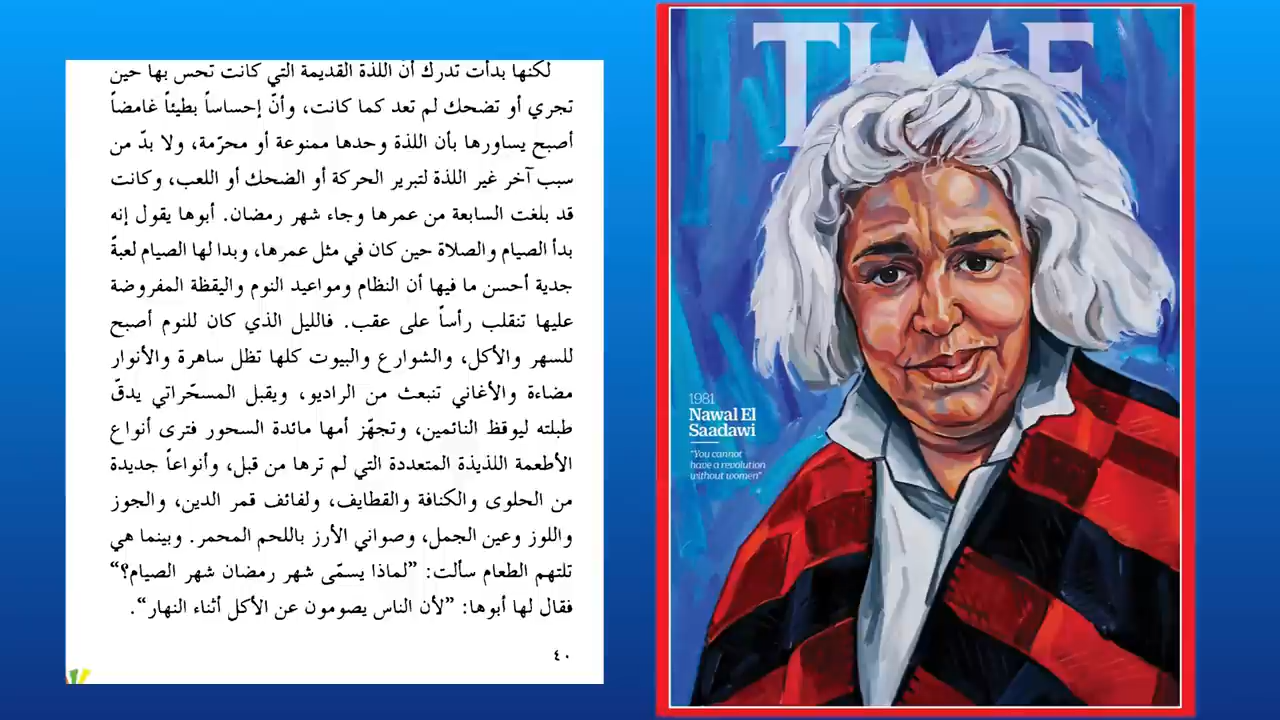 لكنها بدأت تدرك أنّ اللذة القديمة التي كانت تحس بها حين
تجري أو تضحك لم تعد كما كانت، وأنّ إحساساً بطيئاً غامضاً
أصبح يساورها بأن اللذة وحدها ممنوعة أو محرّمة، ولا بدّ من
سبب آخر غير اللذة لتبرير الحركة أو الضحك أو اللعب، وكانت
قد بلغت السابعة من عمرها وجاء شهر رمضان. أبوها يقول إنه
بدأ الصيام والصلاة حين كان في مثل عمرها، وبدا لها الصيام لعبةً
جدية أحسن ما فيها أن النظام ومواعيد النوم واليقظة المفروضة
عليها تنقلب رأساً على عقب. فالليل الذي كان للنوم أصبح
للسهر والأكل، والشوارع والبيوت كلها تظل ساهرة والأنوار
مضاءة والأغاني تنبعث من الراديو، ويقبل المسحّراتي يدقّ
طبلته ليوقظ النائمين، وتجهّز أمها مائدة السحور فترى أنواع
الأطعمة اللذيذة المتعددة التي لم ترها من قبل، وأنواعاً جديدة
من الحلوى والكنافة والقطايف، ولفائف قمر الدين، والجوز
واللوز وعين الجمل، وصواني الأرز باللحم المحمر. وبينما هي
تلتهم الطعام سألت: ”لماذا يسمّى شهر رمضان شهر الصيام؟“
فقال لها أبوها: ”لأن الناس يصومون عن الأكل أثناء النهار“.
٤٠
TIME
1981
Nawal El
Saadawi
"You cannot
have a revolution
without women"